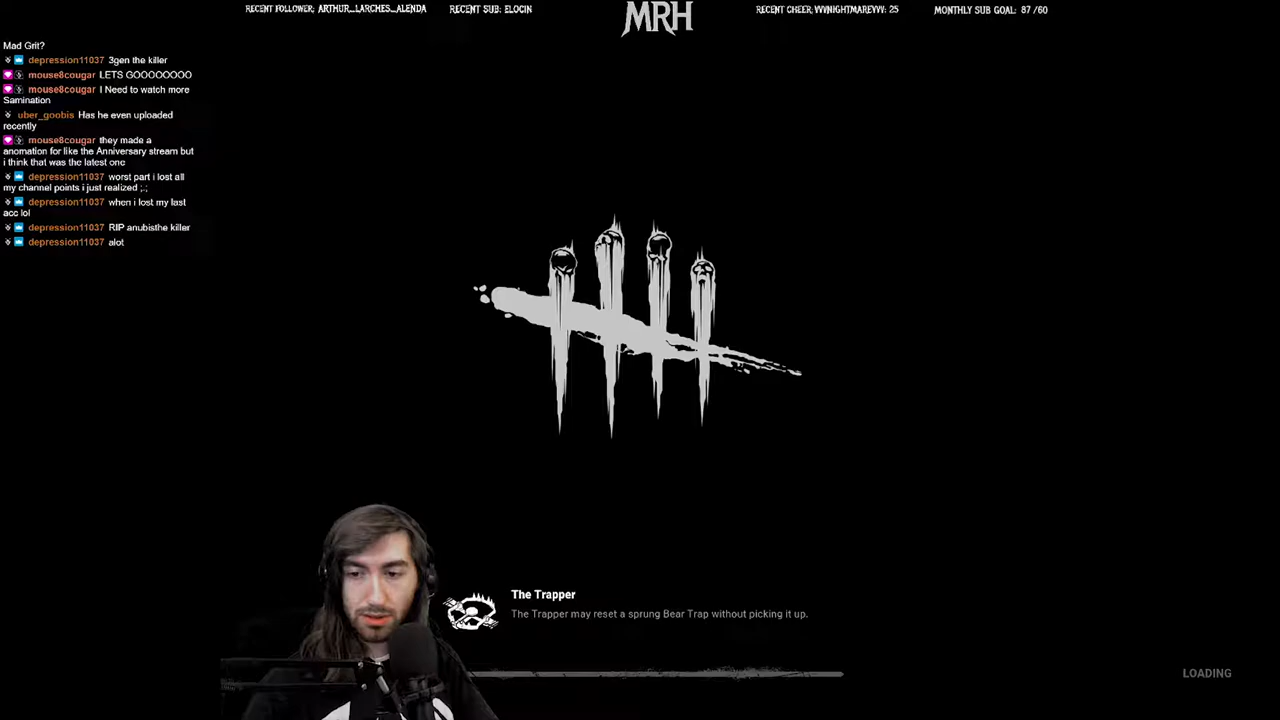 RECENT FOLLOWER: ARTHUR_LARCHES_ALENDA
RECENT SUB: ELOCIN
MRH
RECENT CHEER: VVVNIGHTMAREVVV: 25
MONTHLY SUB GOAL: 87 /60
Mad Grit?
depression11037 3gen the killer
mouse8cougar LETS GOOOOOOOO
mouse8cougar I Need to watch more
Samination
uber_goobis Has he even uploaded
recently
mouse8cougar they made a
anomation for like the Anniversary stream but
i think that was the latest one
depression11037 worst part i lost all
my channel points i just realized ;.;
depression11037 when i lost my last
acc lol
depression11037 RIP anubisthe killer
depression11037 alot
The Trapper
The Trapper may reset a sprung Bear Trap without picking it up.
LOADING